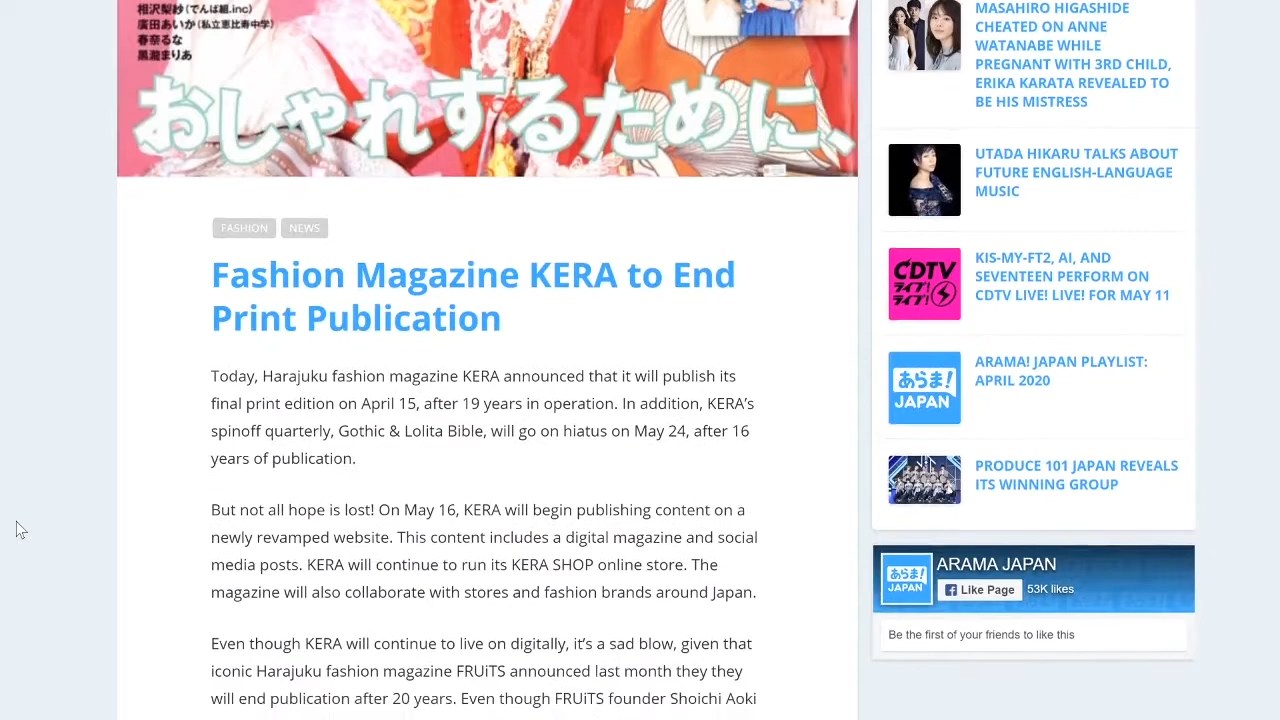 相沢梨紗(でんぱ組.inc)
廣田あいか(私立恵比寿中学)
春奈るな
黒瀧まりあ
おしゃれするために、
FASHION NEWS
Fashion Magazine KERA to End
Print Publication
Today, Harajuku fashion magazine KERA announced that it will publish its
final print edition on April 15, after 19 years in operation. In addition, KERA’s
spinoff quarterly, Gothic & Lolita Bible, will go on hiatus on May 24, after 16
years of publication.
But not all hope is lost! On May 16, KERA will begin publishing content on a
newly revamped website. This content includes a digital magazine and social
media posts. KERA will continue to run its KERA SHOP online store. The
magazine will also collaborate with stores and fashion brands around Japan.
Even though KERA will continue to live on digitally, it’s a sad blow, given that
iconic Harajuku fashion magazine FRUiTS announced last month they they
will end publication after 20 years. Even though FRUiTS founder Shoichi Aoki
MASAHIRO HIGASHIDE
CHEATED ON ANNE
WATANABE WHILE
PREGNANT WITH 3RD CHILD,
ERIKA KARATA REVEALED TO
BE HIS MISTRESS
UTADA HIKARU TALKS ABOUT
FUTURE ENGLISH-LANGUAGE
MUSIC
CDTV
ライブ!
ライブ!
KIS-MY-FT2, AI, AND
SEVENTEEN PERFORM ON
CDTV LIVE! LIVE! FOR MAY 11
あらま!
JAPAN
ARAMA! JAPAN PLAYLIST:
APRIL 2020
PRODUCE 101 JAPAN REVEALS
ITS WINNING GROUP
あらま!
JAPAN
ARAMA JAPAN
Like Page 53K likes
Be the first of your friends to like this